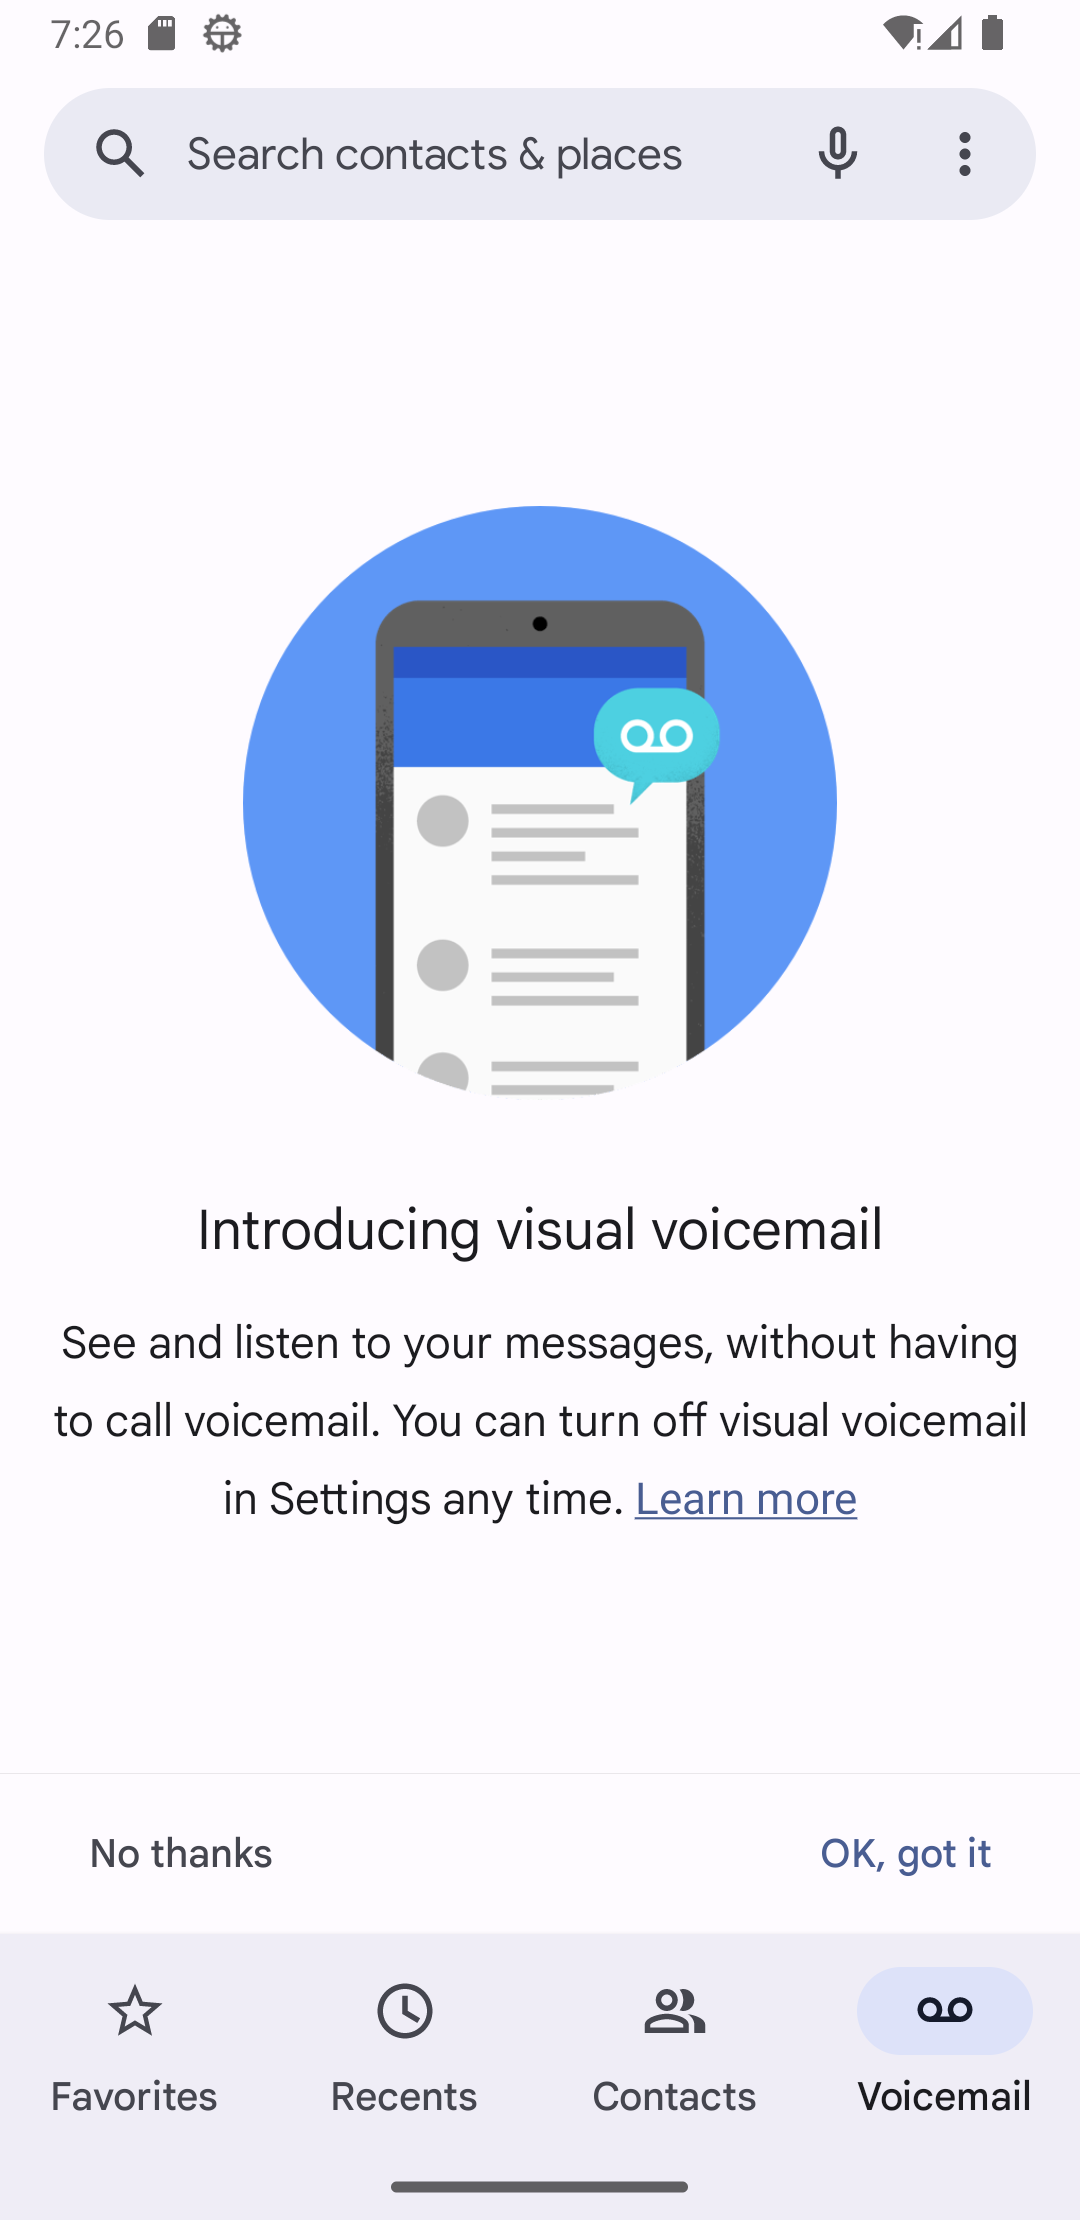 7:26
Search contacts & places
Introducing visual voicemail
See and listen to your messages, without having
to call voicemail. You can turn off visual voicemail
in Settings any time. Learn more
No thanks
OK, got it
Favorites
Recents
Contacts
Voicemail